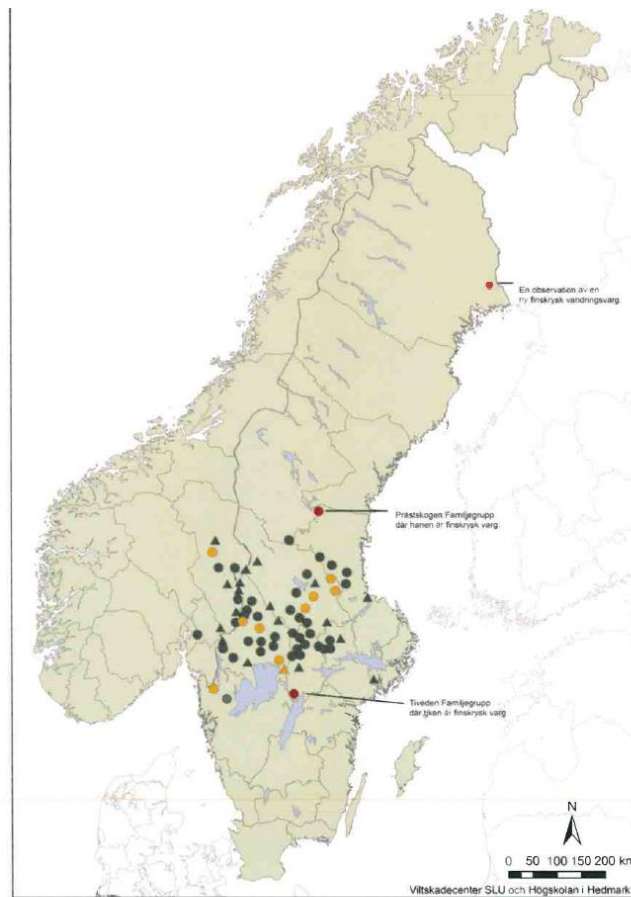 En observation av en
ny finskrysk vandringsvarg.
Prästskogen Familjegrupp
där hanen är finskrysk varg.
Tiveden Familjegrupp
där tiken är finskrysk varg
N
0 50 100 150 200 km
Viltskadecenter SLU och Högskolan i Hedmark